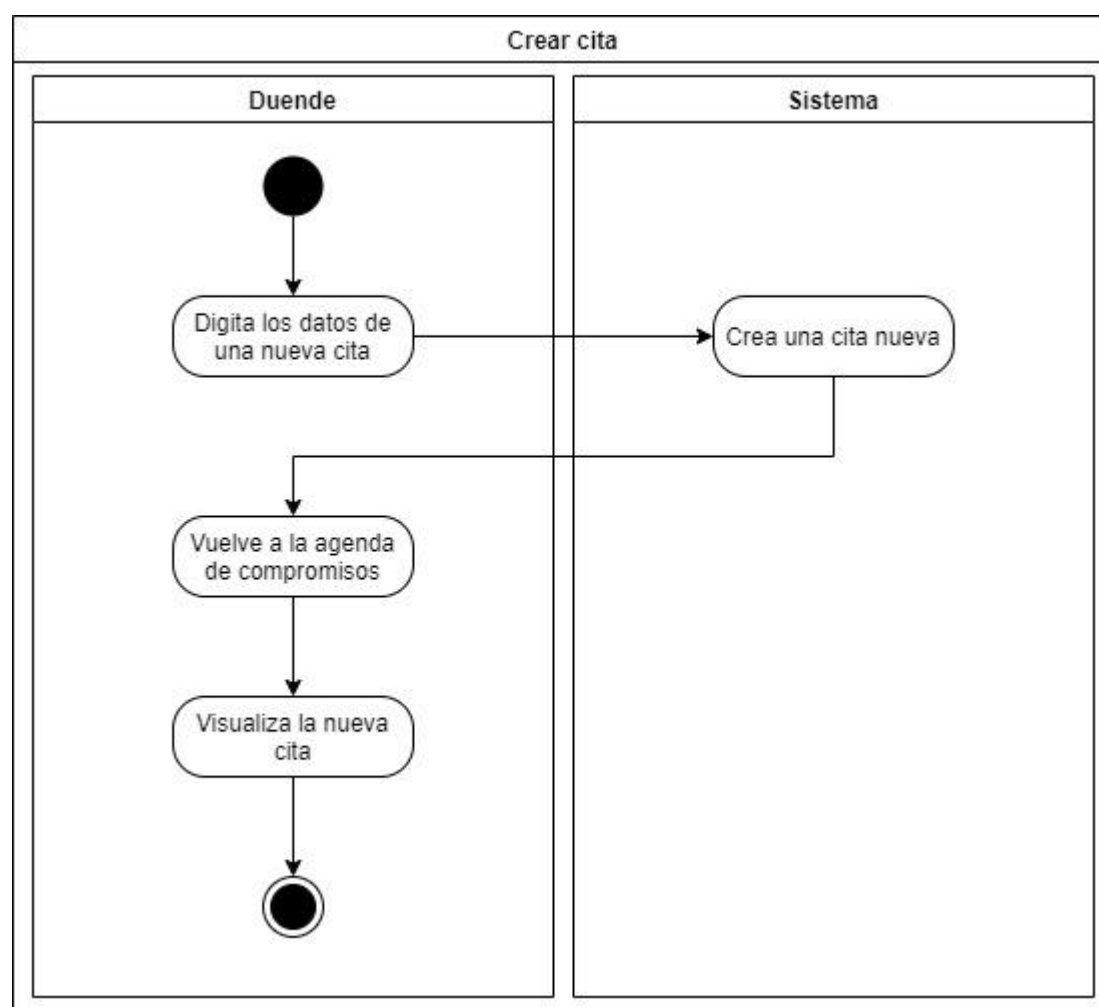 Crear cita
Duende
Sistema
Digita los datos de
una nueva cita
Crea una cita nueva
Vuelve a la agenda
de compromisos
Visualiza la nueva
cita